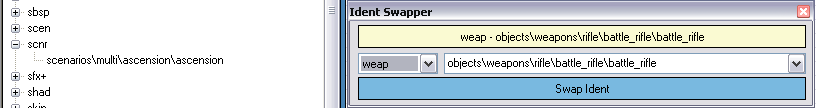 sbsp
scen
scnr
scenarios\multi\ascension\ascension
sfx+
shad
Ident Swapper
weap - objects\weapons\rifle\battle_rifle\battle_rifle
weap
objects\weapons\rifle\battle_rifle\battle_rifle
Swap Ident